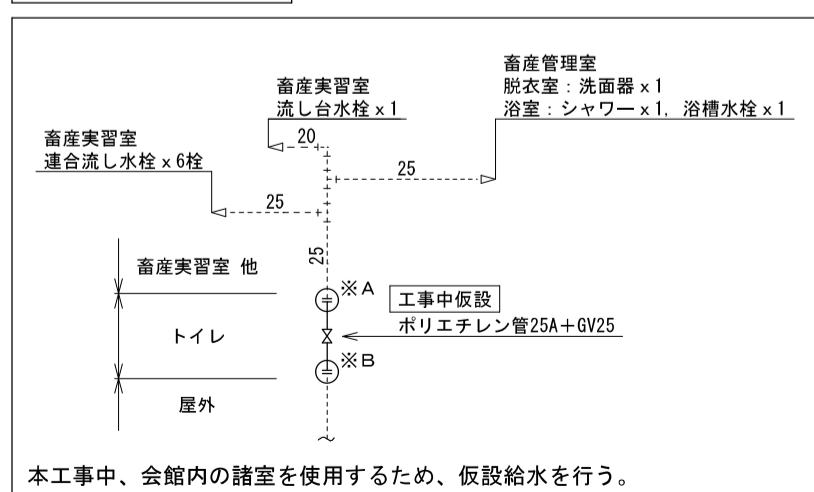 畜産管理室
脱衣室：洗面器ｘ1
浴室：シャワーｘ1, 浴槽水栓ｘ1
畜産実習室
流し台水栓ｘ1
20
畜産実習室
連合流し水栓ｘ6栓
25
25
25
畜産実習室 他
※A
工事中仮設
ポリエチレン管25A＋GV25
トイレ
※B
屋外
本工事中、会館内の諸室を使用するため、仮設給水を行う。